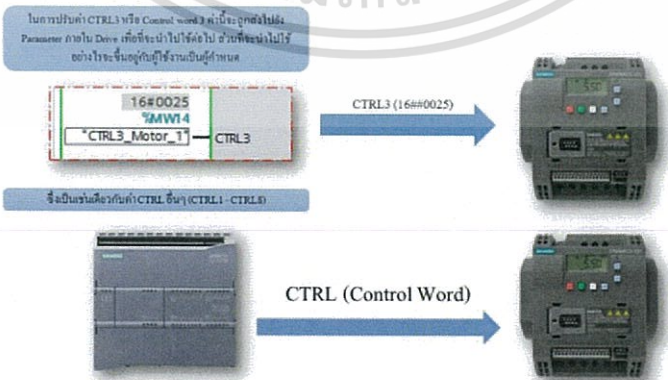 ในการปรับค่า CTRL3 หรือ Control word 3 ค่านี้จะถูกส่งไปยัง
Parameter ภายใน Drive เพื่อที่จะนำไปใช้ต่อไป ส่วนที่จะนำไปใช้
อย่างไรจะขึ้นอยู่กับผู้ใช้งานเป็นผู้กำหนด
16#0025
%MW14
"CTRL3_Motor_1"
CTRL3
CTRL3 (16##0025)
ซึ่งเป็นเช่นเดียวกับค่า CTRL อื่นๆ (CTRL1 - CTRL8)
SIEMENS
CTRL (Control Word)